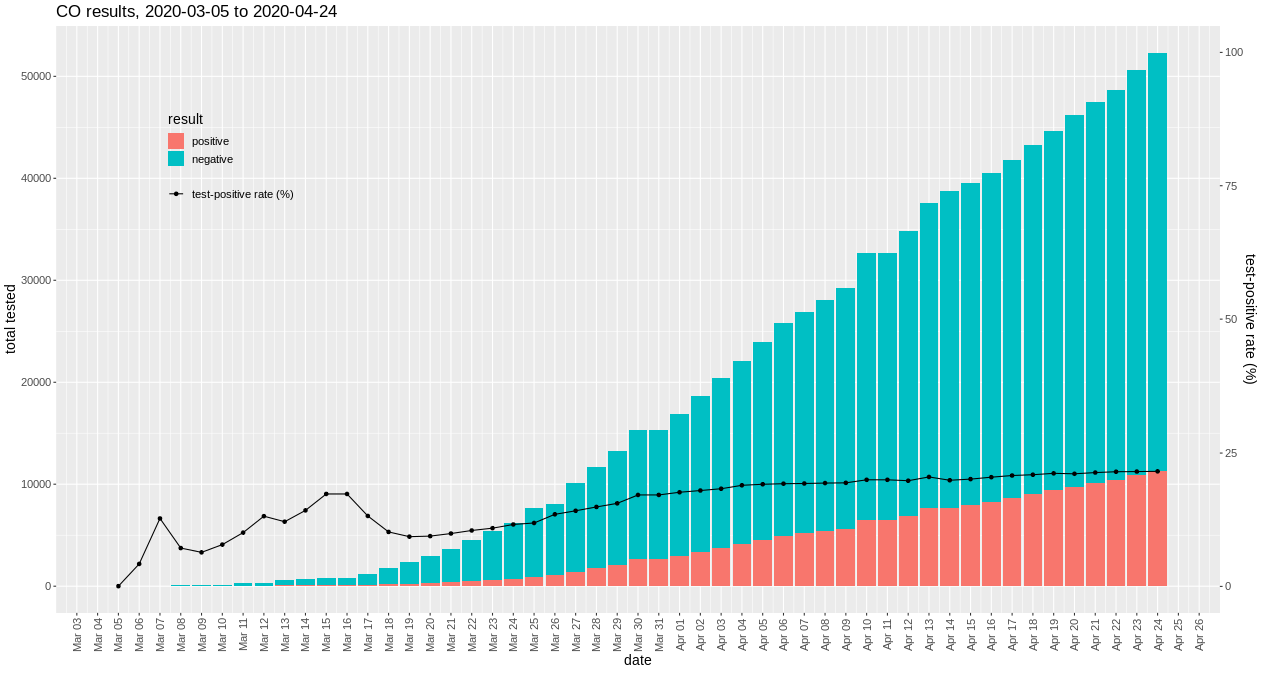 CO results, 2020-03-05 to 2020-04-24
total tested
50000
40000
30000
20000
10000
0
result
positive
negative
test-positive rate (%)
100
75
50
25
0
test-positive rate (%)
Mar 03
Mar 04
Mar 05
Mar 06
Mar 07
Mar 08
Mar 09
Mar 10
Mar 11
Mar 12
Mar 13
Mar 14
Mar 15
Mar 16
Mar 17
Mar 18
Mar 19
Mar 20
Mar 21
Mar 22
Mar 23
Mar 24
Mar 25
Mar 26
Mar 27
Mar 28
Mar 29
Mar 30
Mar 31
Apr 01
Apr 02
Apr 03
Apr 04
Apr 05
Apr 06
Apr 07
Apr 08
Apr 09
Apr 10
Apr 11
Apr 12
Apr 13
Apr 14
Apr 15
Apr 16
Apr 17
Apr 18
Apr 19
Apr 20
Apr 21
Apr 22
Apr 23
Apr 24
Apr 25
Apr 26
date